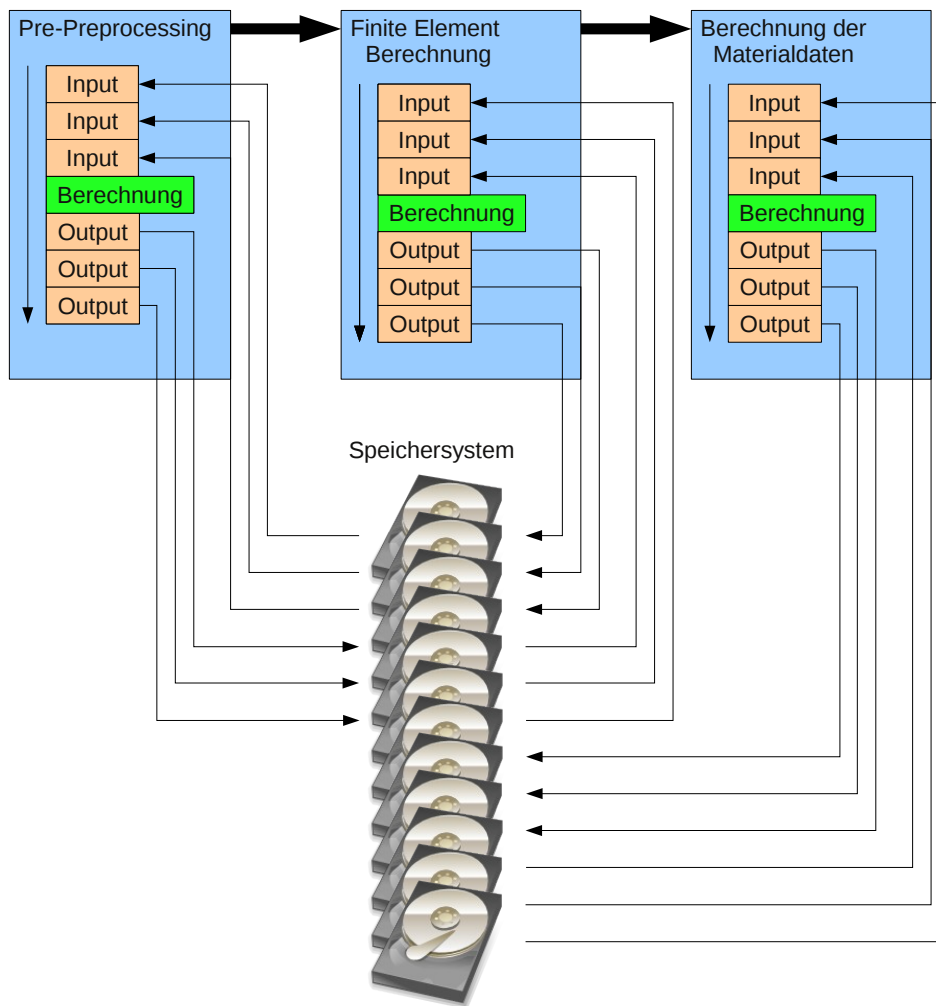 Pre-Preprocessing
Input
Input
Input
Berechnung
Output
Output
Output
Finite Element
Berechnung
Input
Input
Input
Berechnung
Output
Output
Output
Berechnung der
Materialdaten
Input
Input
Input
Berechnung
Output
Output
Output
Speichersystem